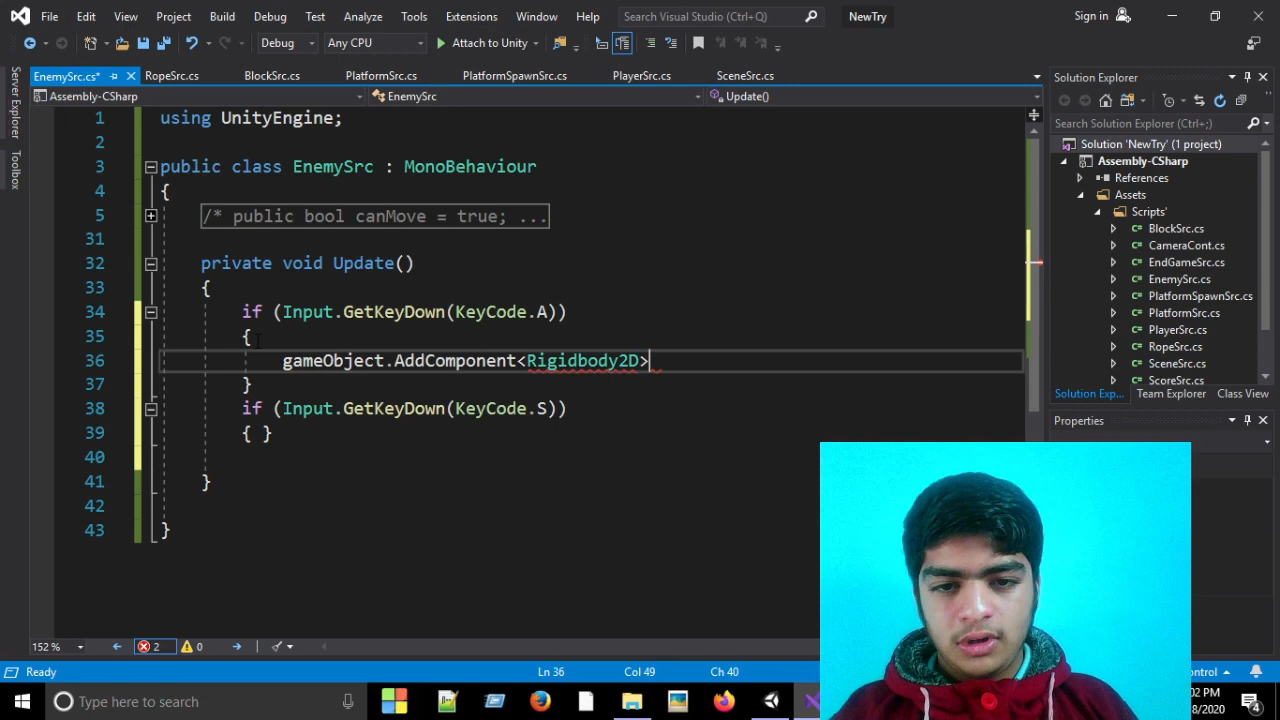 File Edit View Project Build Debug Test Analyze Tools Extensions Window Help Search Visual Studio (Ctrl+Q) NewTry Sign in
Debug Any CPU Attach to Unity
EnemySrc.cs* RopeSrc.cs BlockSrc.cs PlatformSrc.cs PlatformSpawnSrc.cs PlayerSrc.cs SceneSrc.cs
Assembly-CSharp EnemySrc Update()
Server Explorer
Toolbox
1 using UnityEngine;
2
3 public class EnemySrc : MonoBehaviour
4 {
5 /* public bool canMove = true; ...
31
32 private void Update()
33 {
34 if (Input.GetKeyDown(KeyCode.A))
35 {
36 gameObject.AddComponent<Rigidbody2D>
37 }
38 if (Input.GetKeyDown(KeyCode.S))
39 { }
40
41 }
42
43 }
Solution Explorer
Search Solution Explorer (Ctrl+;)
Solution 'NewTry' (1 project)
Assembly-CSharp
References
Assets
Scripts'
BlockSrc.cs
CameraCont.cs
EndGameSrc.cs
EnemySrc.cs
PlatformSpawnSrc.cs
PlatformSrc.cs
PlayerSrc.cs
RopeSrc.cs
SceneSrc.cs
ScoreSrc.cs
Solution Exp... Team Explorer Class View
Properties
152 % 2 0
Ready Ln 36 Col 49 Ch 40
Type here to search